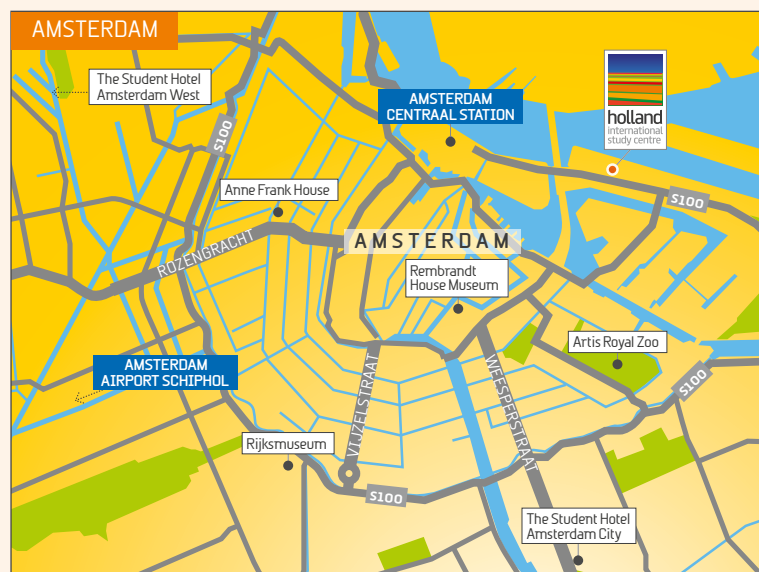 AMSTERDAM
The Student Hotel
Amsterdam West
AMSTERDAM
CENTRAAL STATION
holland
international
study centre
S100
Anne Frank House
S100
ROZENGRACHT
AMSTERDAM
Rembrandt
House Museum
Artis Royal Zoo
AMSTERDAM
AIRPORT SCHIPHOL
VIJZELSTRAAT
WEESPERSTRAAT
S100
Rijksmuseum
S100
The Student Hotel
Amsterdam City